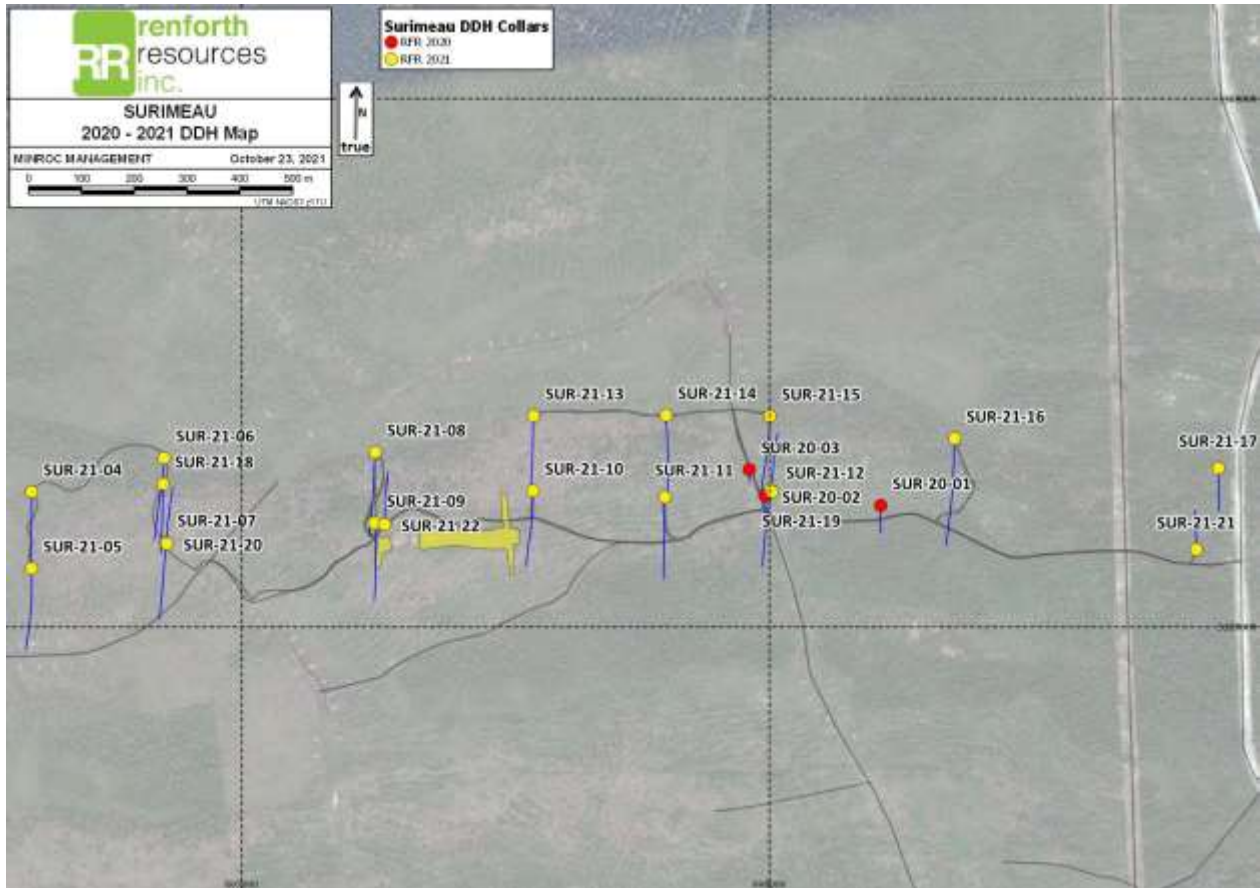 RR
renforth
resources
inc.
SURIMEAU
2020 - 2021 DDH Map
MINROC MANAGEMENT October 23, 2021
0 100 200 300 400 500 m
Surimeau DDH Collars
RFR 2020
RFR 2021
N
true
SUR-21-13
SUR-21-14
SUR-21-15
SUR-21-16
SUR-21-08
SUR-21-06
SUR-21-18
SUR-21-04
SUR-20-03
SUR-21-17
SUR-21-10
SUR-21-11
SUR-21-12
SUR-20-01
SUR-20-02
SUR-21-09
SUR-21-22
SUR-21-07
SUR-21-19
SUR-21-20
SUR-21-05
SUR-21-21